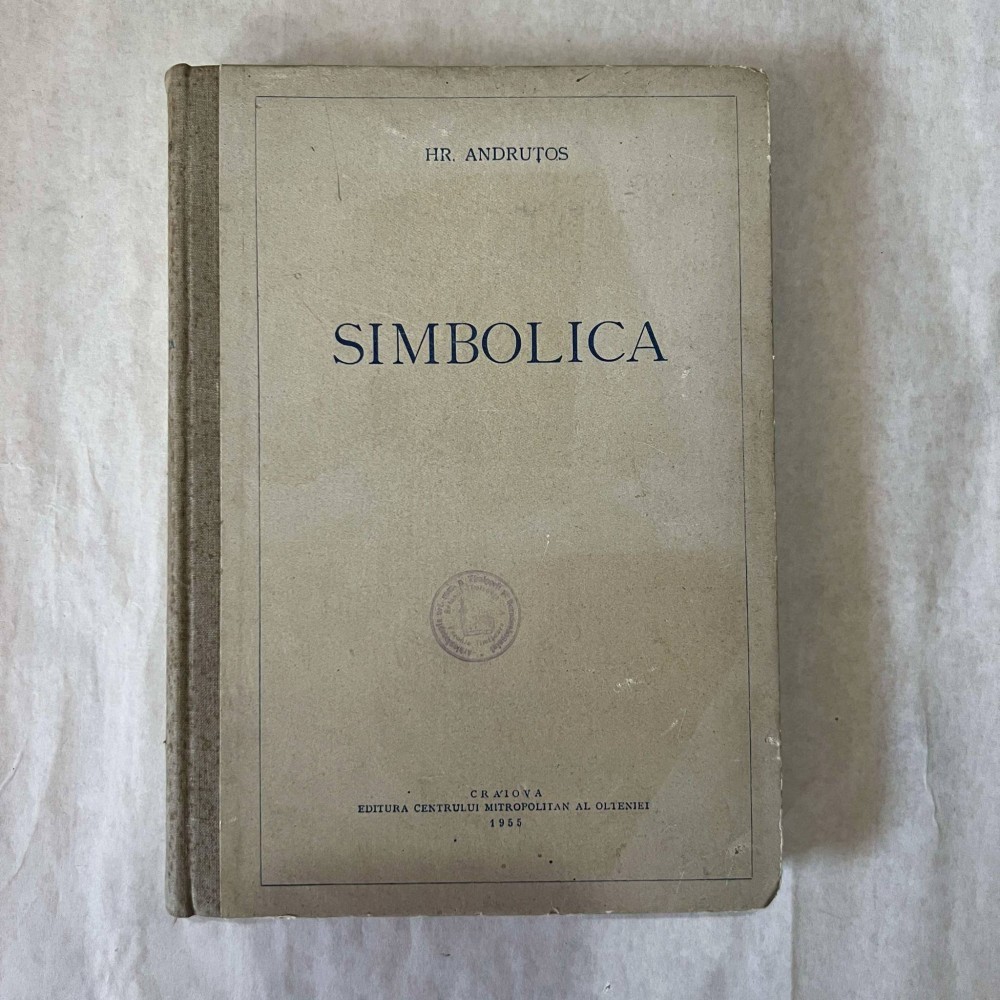 HR. ANDRUȚOS
SIMBOLICA
CRAIOVA
EDITURA CENTRULUI MITROPOLITAN AL OLTENIEI
1955